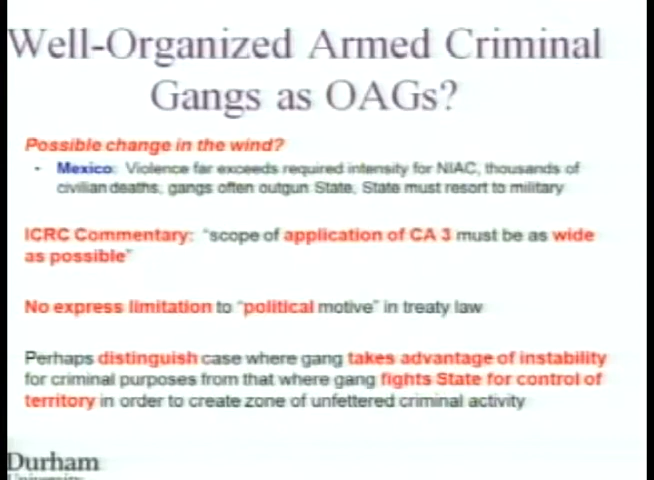 Well-Organized Armed Criminal
Gangs as OAGs?
Possible change in the wind?
• Mexico: Violence far exceeds required intensity for NIAC, thousands of
civilian deaths; gangs often outgun State; State must resort to military
ICRC Commentary: "scope of application of CA 3 must be as wide
as possible"
No express limitation to "political motive" in treaty law
Perhaps distinguish case where gang takes advantage of instability
for criminal purposes from that where gang fights State for control of
territory in order to create zone of unfettered criminal activity
Durham
University